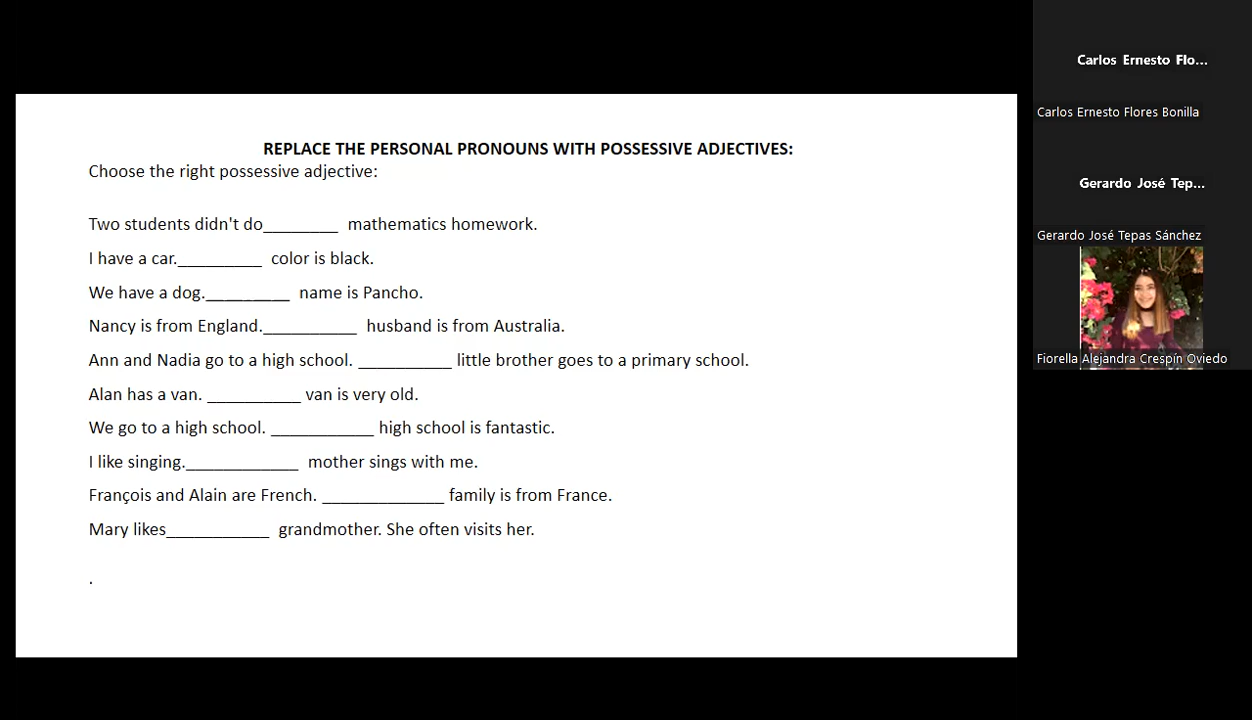 REPLACE THE PERSONAL PRONOUNS WITH POSSESSIVE ADJECTIVES:
Choose the right possessive adjective:
Two students didn't do________ mathematics homework.
I have a car._________ color is black.
We have a dog._________ name is Pancho.
Nancy is from England.__________ husband is from Australia.
Ann and Nadia go to a high school. __________ little brother goes to a primary school.
Alan has a van. __________ van is very old.
We go to a high school. ___________ high school is fantastic.
I like singing.____________ mother sings with me.
François and Alain are French. _____________ family is from France.
Mary likes___________ grandmother. She often visits her.
.
Carlos Ernesto Flo...
Carlos Ernesto Flores Bonilla
Gerardo José Tep...
Gerardo José Tepas Sánchez
Fiorella Alejandra Crespín Oviedo